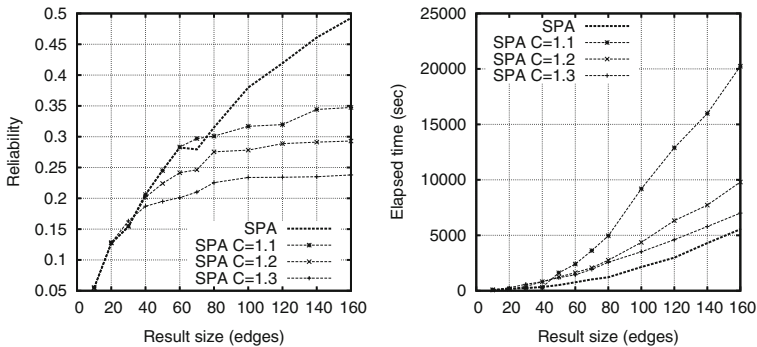 0.5
0.45
0.4
0.35
0.3
0.25
0.2
0.15
0.1
0.05
Reliability
0 20 40 60 80 100 120 140 160
Result size (edges)
SPA
SPA C=1.1
SPA C=1.2
SPA C=1.3
25000
20000
15000
10000
5000
0
Elapsed time (sec)
0 20 40 60 80 100 120 140 160
Result size (edges)
SPA
SPA C=1.1
SPA C=1.2
SPA C=1.3